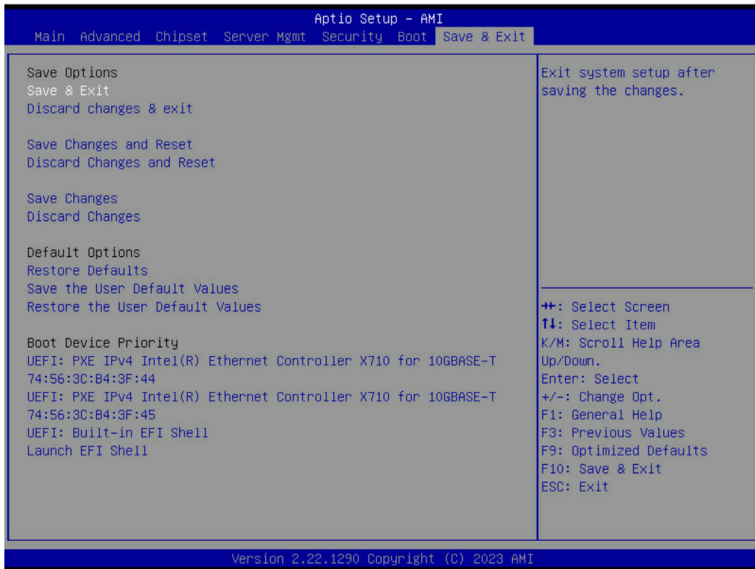 Aptio Setup - AMI
Main Advanced Chipset Server Mgmt Security Boot Save & Exit
Save Options
Save & Exit
Discard changes & exit
Save Changes and Reset
Discard Changes and Reset
Save Changes
Discard Changes
Default Options
Restore Defaults
Save the User Default Values
Restore the User Default Values
Boot Device Priority
UEFI: PXE IPv4 Intel(R) Ethernet Controller X710 for 10GBASE-T
74:56:3C:B4:3F:44
UEFI: PXE IPv4 Intel(R) Ethernet Controller X710 for 10GBASE-T
74:56:3C:B4:3F:45
UEFI: Built-in EFI Shell
Launch EFI Shell
Exit system setup after
saving the changes.
→←: Select Screen
↑↓: Select Item
K/M: Scroll Help Area
Up/Down.
Enter: Select
+/-: Change Opt.
F1: General Help
F3: Previous Values
F9: Optimized Defaults
F10: Save & Exit
ESC: Exit
Version 2.22.1290 Copyright (C) 2023 AMI